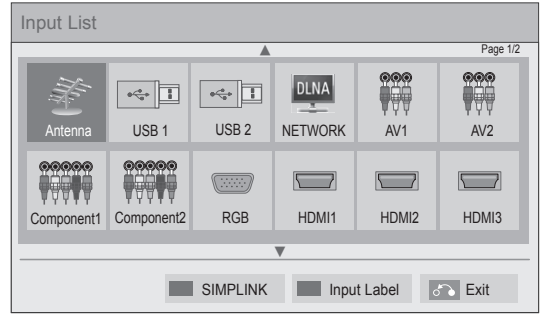 Input List
Page 1/2
DLNA
Antenna USB 1 USB 2 NETWORK AV1 AV2
Component1 Component2 RGB HDMI1 HDMI2 HDMI3
SIMPLINK Input Label Exit